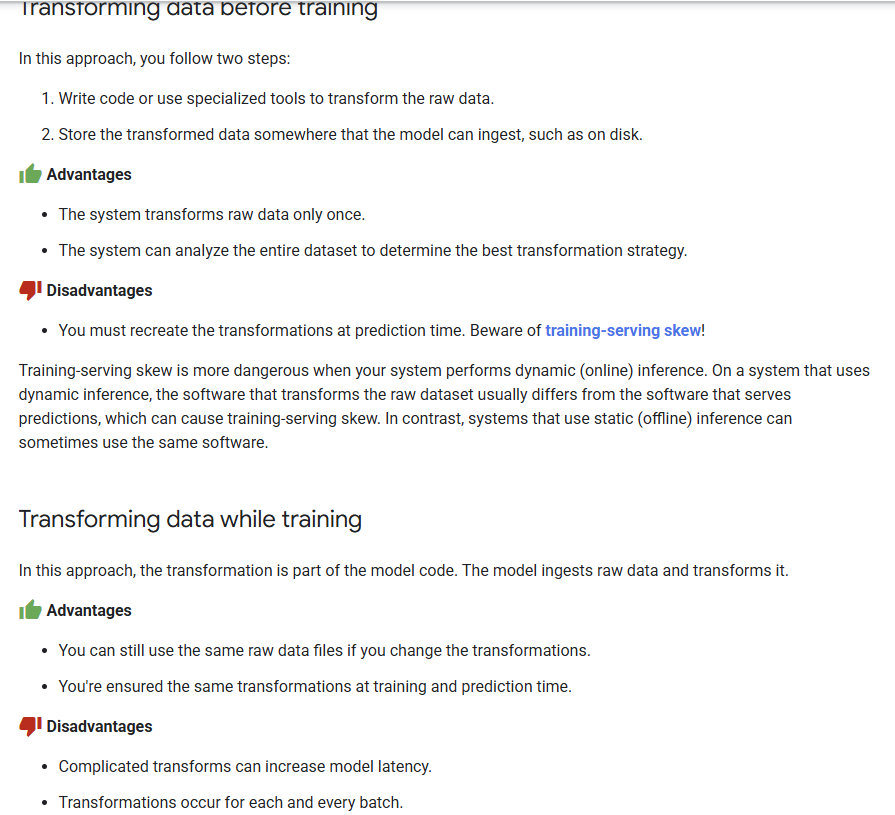 Transforming data before training
In this approach, you follow two steps:
1. Write code or use specialized tools to transform the raw data.
2. Store the transformed data somewhere that the model can ingest, such as on disk.
Advantages
• The system transforms raw data only once.
• The system can analyze the entire dataset to determine the best transformation strategy.
Disadvantages
• You must recreate the transformations at prediction time. Beware of training-serving skew!
Training-serving skew is more dangerous when your system performs dynamic (online) inference. On a system that uses
dynamic inference, the software that transforms the raw dataset usually differs from the software that serves
predictions, which can cause training-serving skew. In contrast, systems that use static (offline) inference can
sometimes use the same software.
Transforming data while training
In this approach, the transformation is part of the model code. The model ingests raw data and transforms it.
Advantages
• You can still use the same raw data files if you change the transformations.
• You're ensured the same transformations at training and prediction time.
Disadvantages
• Complicated transforms can increase model latency.
• Transformations occur for each and every batch.